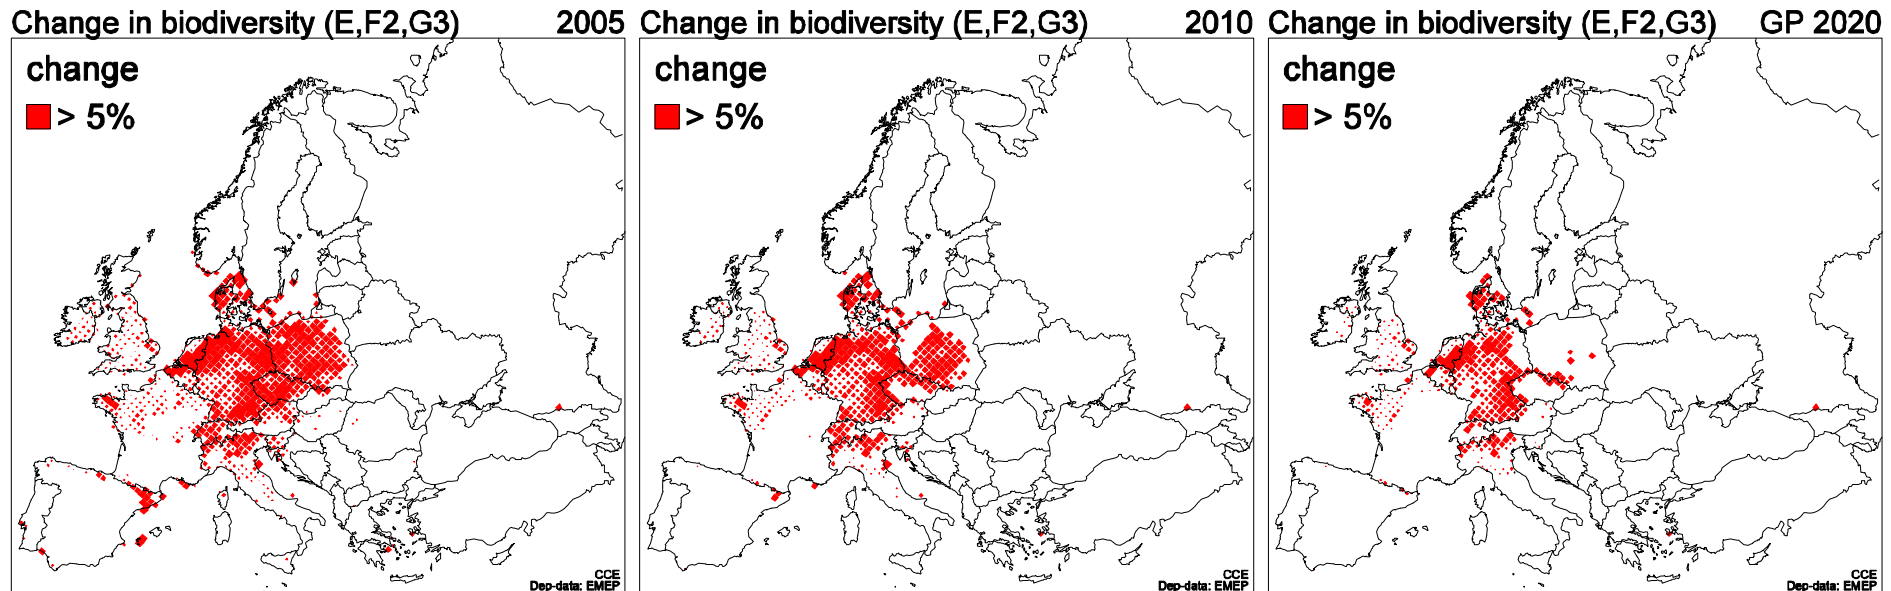 Change in biodiversity (E,F2,G3) 2005
change
> 5%
CCE
Dep-data: EMEP
Change in biodiversity (E,F2,G3) 2010
change
> 5%
CCE
Dep-data: EMEP
Change in biodiversity (E,F2,G3) GP 2020
change
> 5%
CCE
Dep-data: EMEP